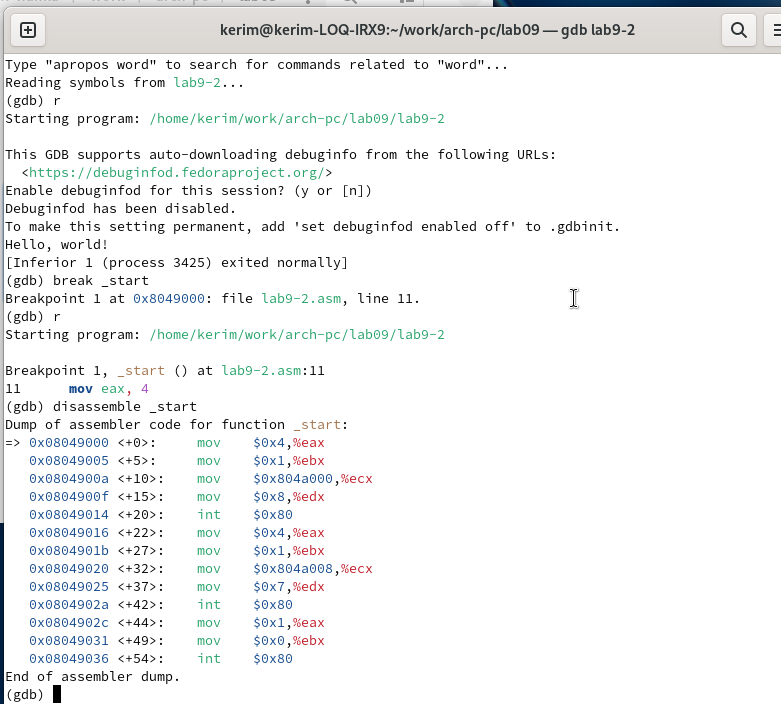 kerim@kerim-LOQ-IRX9:~/work/arch-pc/lab09 — gdb lab9-2
Type "apropos word" to search for commands related to "word"...
Reading symbols from lab9-2...
(gdb) r
Starting program: /home/kerim/work/arch-pc/lab09/lab9-2
This GDB supports auto-downloading debuginfo from the following URLs:
  <https://debuginfod.fedoraproject.org/>
Enable debuginfod for this session? (y or [n])
Debuginfod has been disabled.
To make this setting permanent, add 'set debuginfod enabled off' to .gdbinit.
Hello, world!
[Inferior 1 (process 3425) exited normally]
(gdb) break _start
Breakpoint 1 at 0x8049000: file lab9-2.asm, line 11.
(gdb) r
Starting program: /home/kerim/work/arch-pc/lab09/lab9-2
Breakpoint 1, _start () at lab9-2.asm:11
11      mov eax, 4
(gdb) disassemble _start
Dump of assembler code for function _start:
=> 0x08049000 <+0>:     mov    $0x4,%eax
   0x08049005 <+5>:     mov    $0x1,%ebx
   0x0804900a <+10>:    mov    $0x804a000,%ecx
   0x0804900f <+15>:    mov    $0x8,%edx
   0x08049014 <+20>:    int    $0x80
   0x08049016 <+22>:    mov    $0x4,%eax
   0x0804901b <+27>:    mov    $0x1,%ebx
   0x08049020 <+32>:    mov    $0x804a008,%ecx
   0x08049025 <+37>:    mov    $0x7,%edx
   0x0804902a <+42>:    int    $0x80
   0x0804902c <+44>:    mov    $0x1,%eax
   0x08049031 <+49>:    mov    $0x0,%ebx
   0x08049036 <+54>:    int    $0x80
End of assembler dump.
(gdb)